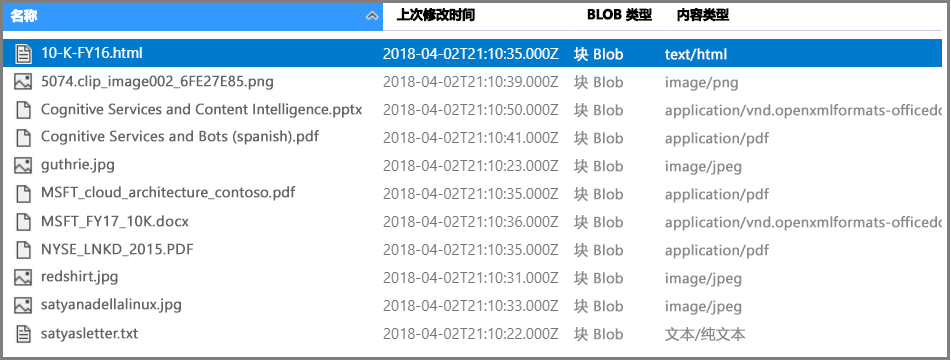 名称 上次修改时间 BLOB 类型 内容类型
10-K-FY16.html 2018-04-02T21:10:35.000Z 块 Blob text/html
5074.clip_image002_6FE27E85.png 2018-04-02T21:10:39.000Z 块 Blob image/png
Cognitive Services and Content Intelligence.pptx 2018-04-02T21:10:50.000Z 块 Blob application/vnd.openxmlformats-officedo
Cognitive Services and Bots (spanish).pdf 2018-04-02T21:10:41.000Z 块 Blob application/pdf
guthrie.jpg 2018-04-02T21:10:23.000Z 块 Blob image/jpeg
MSFT_cloud_architecture_contoso.pdf 2018-04-02T21:10:35.000Z 块 Blob application/pdf
MSFT_FY17_10K.docx 2018-04-02T21:10:36.000Z 块 Blob application/vnd.openxmlformats-officedo
NYSE_LNKD_2015.PDF 2018-04-02T21:10:35.000Z 块 Blob application/pdf
redshirt.jpg 2018-04-02T21:10:31.000Z 块 Blob image/jpeg
satyanadellalinux.jpg 2018-04-02T21:10:33.000Z 块 Blob image/jpeg
satyasletter.txt 2018-04-02T21:10:22.000Z 块 Blob 文本/纯文本